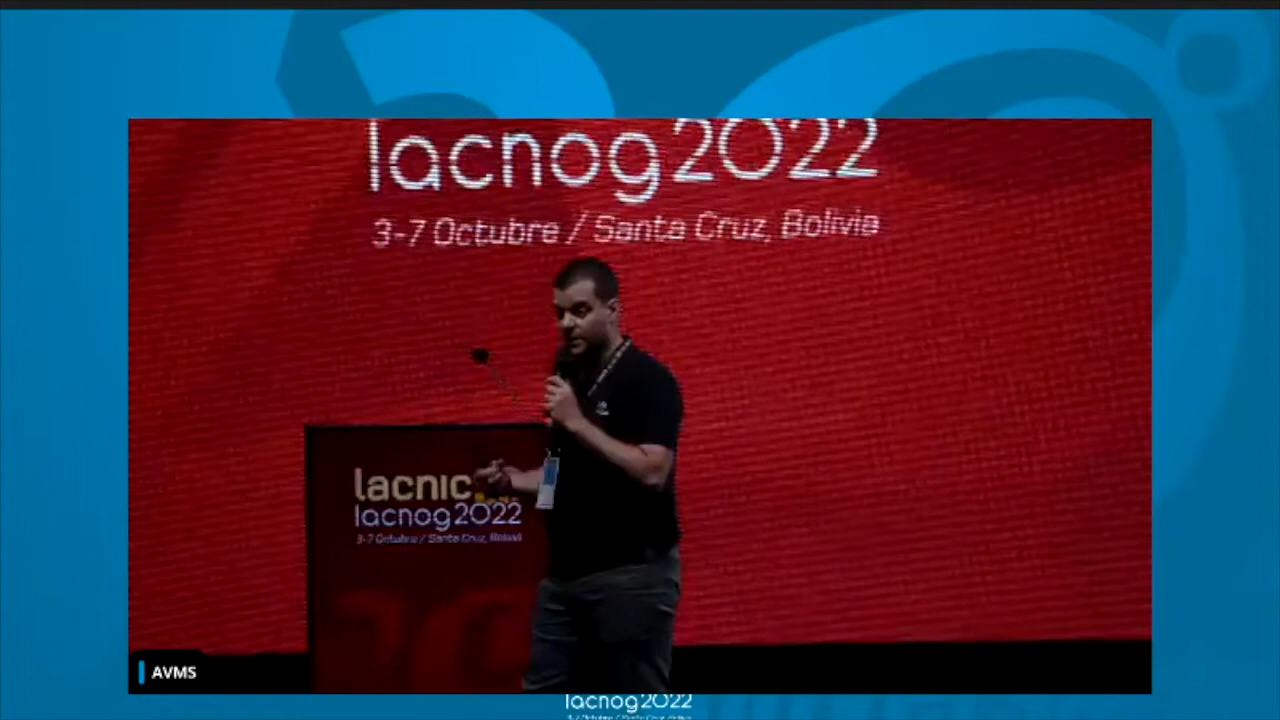 lacnog2022
3-7 Octubre / Santa Cruz, Bolivia
lacnic
lacnog2022
3-7 Octubre / Santa Cruz, Bolivia
AVMS
lacnog2022